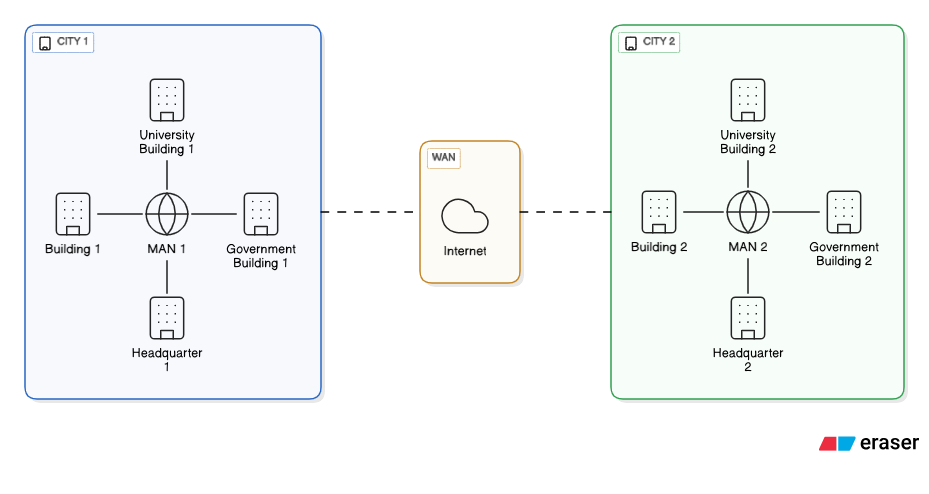 CITY 1
University
Building 1
Building 1
MAN 1
Government
Building 1
Headquarter
1
WAN
Internet
CITY 2
University
Building 2
Building 2
MAN 2
Government
Building 2
Headquarter
2
eraser